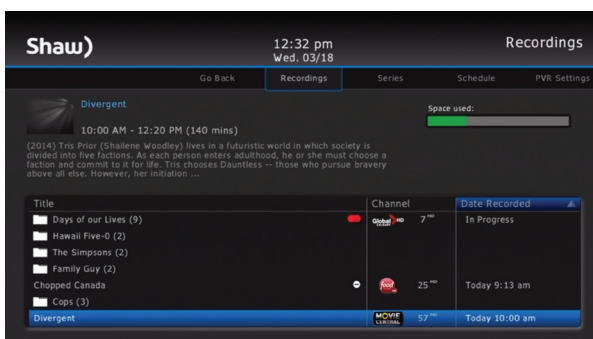 Shaw)
12:32 pm
Wed. 03/18
Recordings
Go Back Recordings Series Schedule PVR Settings
Divergent
Space used:
10:00 AM - 12:20 PM (140 mins)
(2014) Tris Prior (Shailene Woodley) lives in a futuristic world in which society is
divided into five factions. As each person enters adulthood, he or she must choose a
faction and commit to it for life. Tris chooses Dauntless -- those who pursue bravery
above all else. However, her initiation ...
Title Channel Date Recorded
Days of our Lives (9) Global HD 7 HD In Progress
Hawaii Five-0 (2)
The Simpsons (2)
Family Guy (2)
Chopped Canada food 25 HD Today 9:13 am
Cops (3)
Divergent MOVIE CENTRAL 57 HD Today 10:00 am